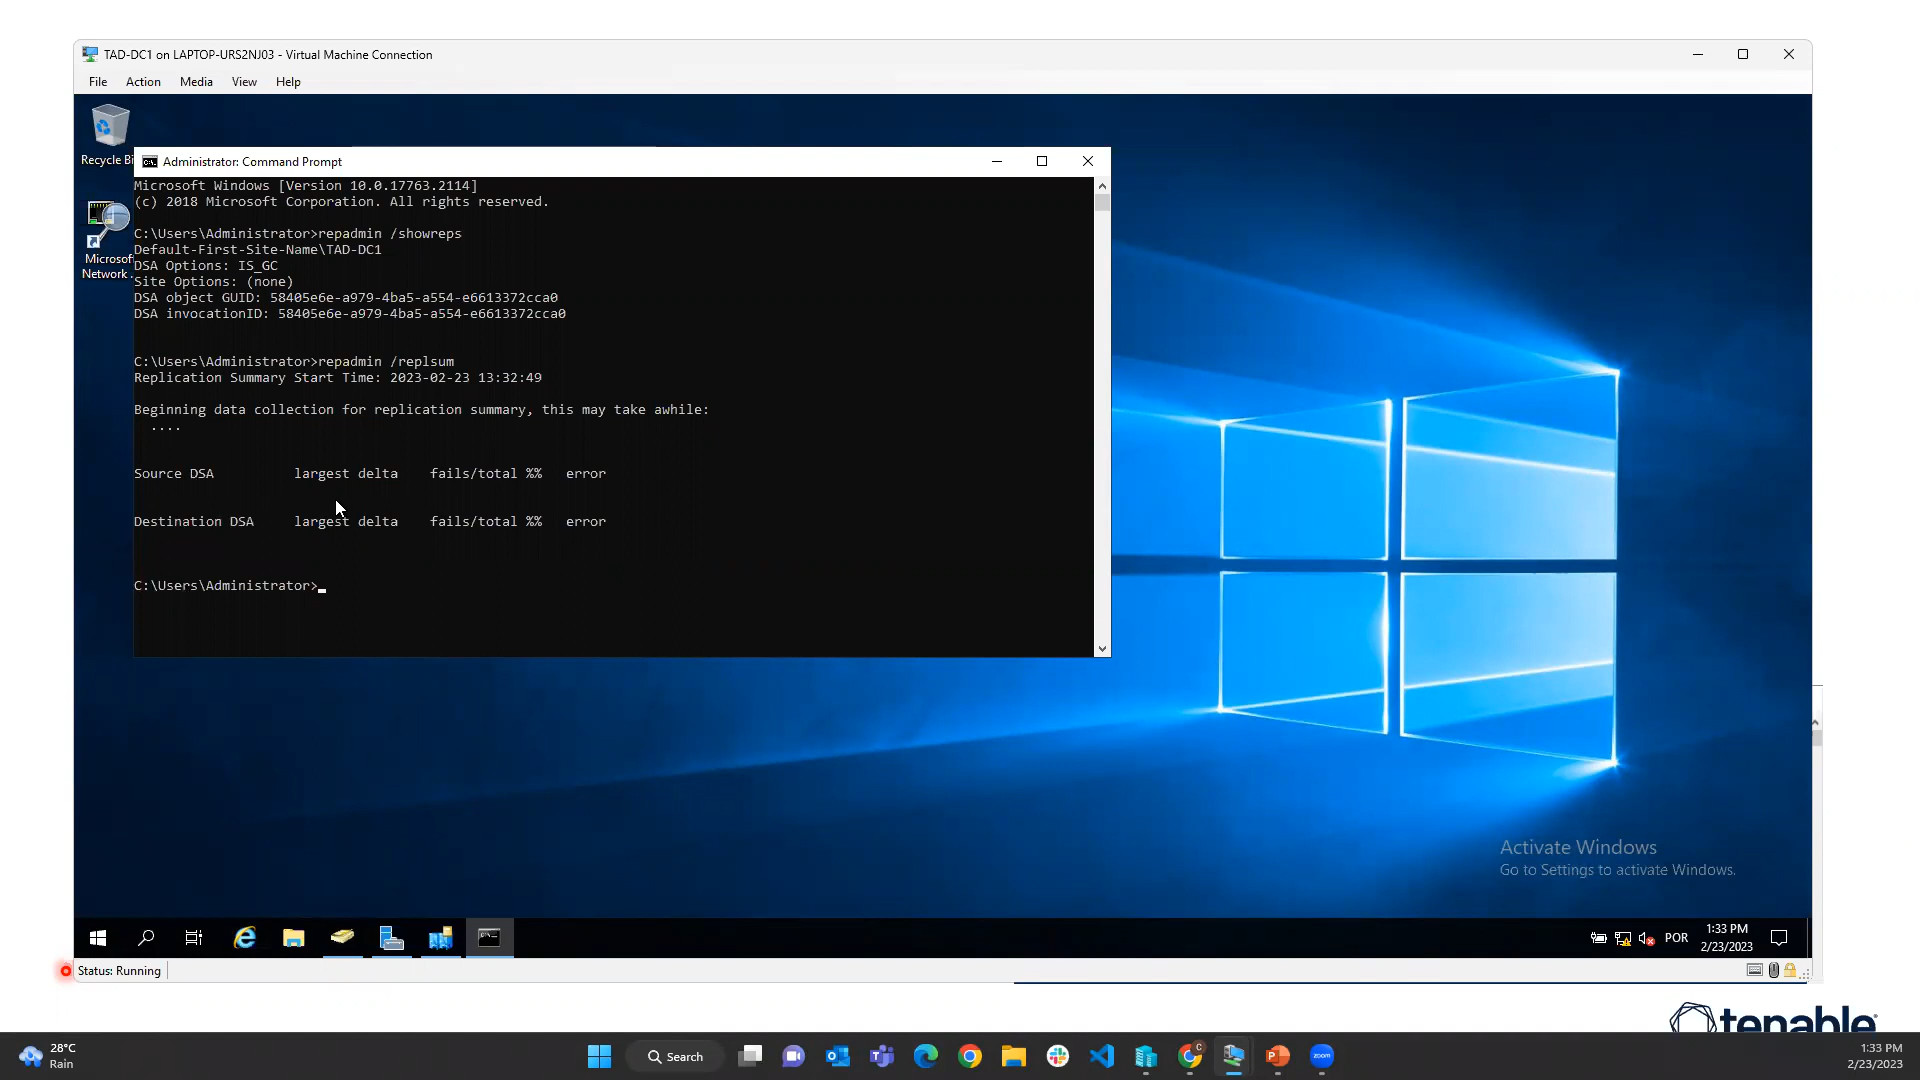 TAD-DC1 on LAPTOP-URS2NJ03 - Virtual Machine Connection
File Action Media View Help
Recycle Bi
Administrator: Command Prompt
Microsoft Windows [Version 10.0.17763.2114]
(c) 2018 Microsoft Corporation. All rights reserved.
C:\Users\Administrator>repadmin /showreps
Default-First-Site-Name\TAD-DC1
DSA Options: IS_GC
Site Options: (none)
DSA object GUID: 58405e6e-a979-4ba5-a554-e6613372cca0
DSA invocationID: 58405e6e-a979-4ba5-a554-e6613372cca0
Microsof
Network .
C:\Users\Administrator>repadmin /replsum
Replication Summary Start Time: 2023-02-23 13:32:49
Beginning data collection for replication summary, this may take awhile:
....
Source DSA largest delta fails/total %% error
Destination DSA largest delta fails/total %% error
C:\Users\Administrator>_
Activate Windows
Go to Settings to activate Windows.
POR
1:33 PM
2/23/2023
Status: Running
tenable
28°C
Rain
Search
zoom
1:33 PM
2/23/2023